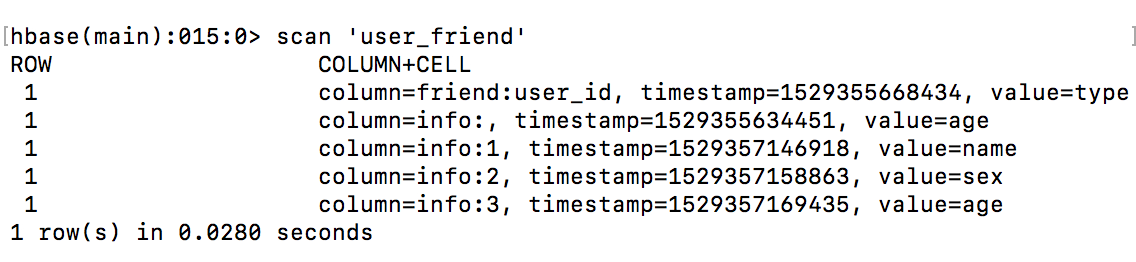 [hbase(main):015:0> scan 'user_friend' ]
ROW COLUMN+CELL
1 column=friend:user_id, timestamp=1529355668434, value=type
1 column=info:, timestamp=1529355634451, value=age
1 column=info:1, timestamp=1529357146918, value=name
1 column=info:2, timestamp=1529357158863, value=sex
1 column=info:3, timestamp=1529357169435, value=age
1 row(s) in 0.0280 seconds